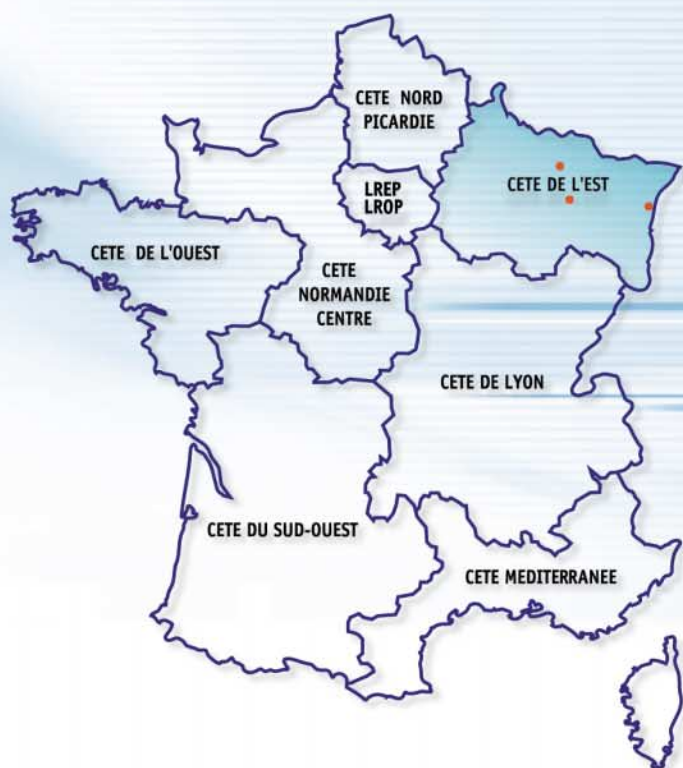 CETE NORD
PICARDIE
CETE DE L'EST
LREP
LROP
CETE DE L'OUEST
CETE
NORMANDIE
CENTRE
CETE DE LYON
CETE DU SUD-OUEST
CETE MEDITERRANEE